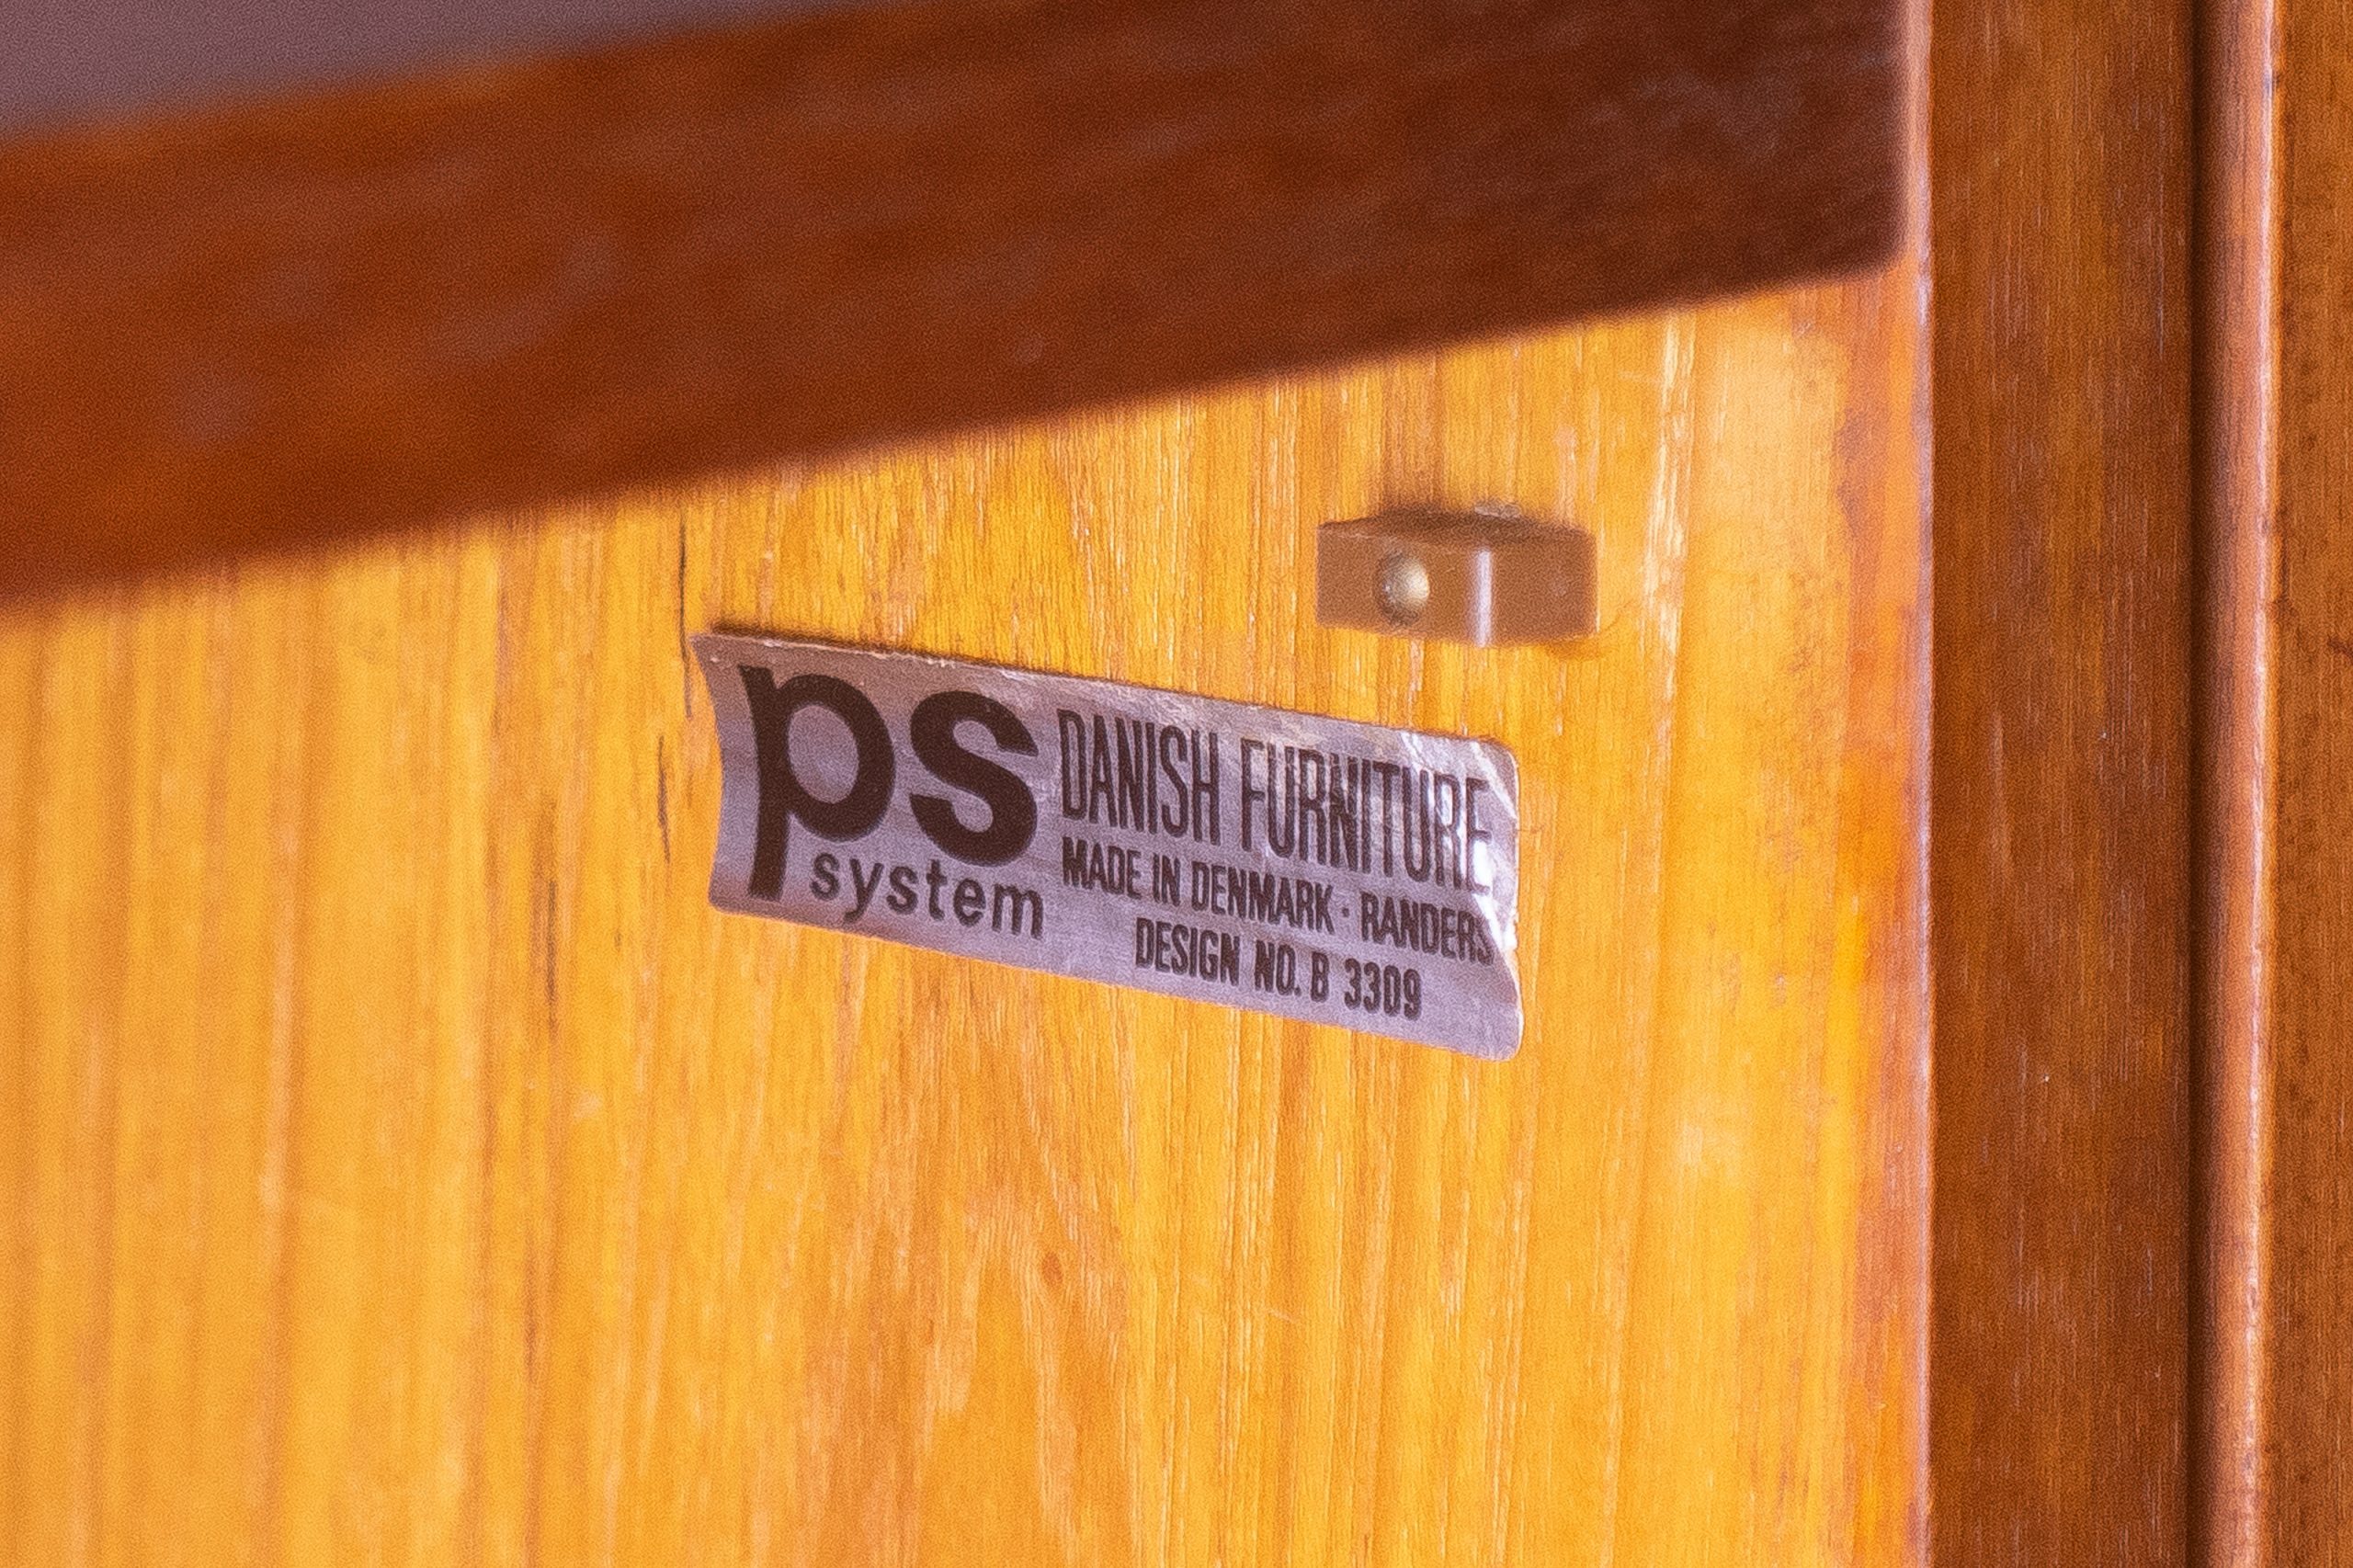 ps
system
DANISH FURNITURE
MADE IN DENMARK · RANDERS
DESIGN NO. B 3309